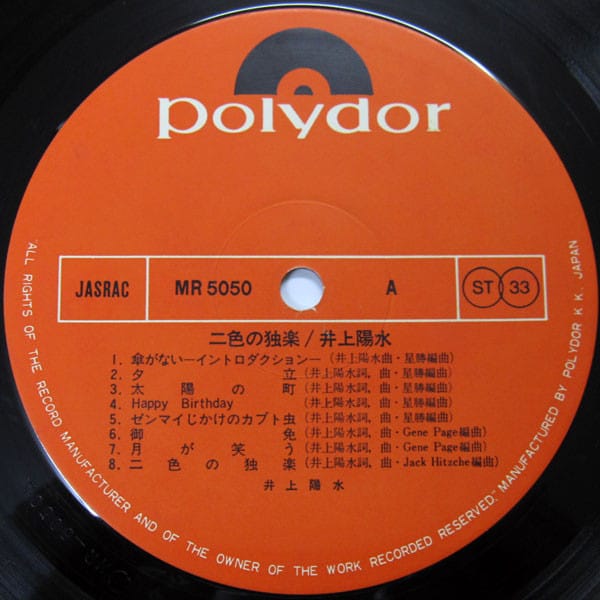 polydor
JASRAC MR 5050 A ST 33
二色の独楽/井上陽水
1. 傘がない—イントロダクション—(井上陽水曲・星勝編曲)
2. 夕立(井上陽水詞, 曲・星勝編曲)
3. 太陽の町(井上陽水詞, 曲・星勝編曲)
4. Happy Birthday(井上陽水詞, 曲・星勝編曲)
5. ゼンマイじかけのカブト虫(井上陽水詞, 曲・星勝編曲)
6. 御免(井上陽水詞, 曲・Gene Page編曲)
7. 月が笑う(井上陽水詞, 曲・Gene Page編曲)
8. 二色の独楽(井上陽水詞, 曲・Jack Hitzche編曲)
井上陽水
"ALL RIGHTS OF THE RECORD MANUFACTURER AND OF THE OWNER OF THE WORK RECORDED RESERVED." MANUFACTURED BY POLYDOR K.K. JAPAN